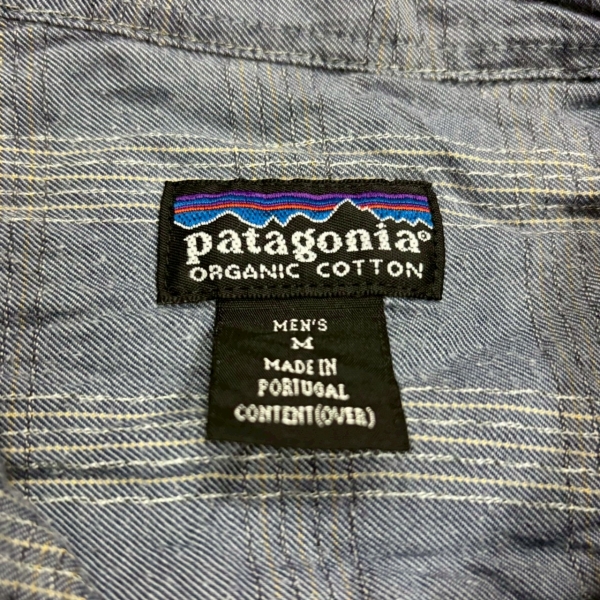 patagonia®
ORGANIC COTTON
MEN'S
M
MADE IN
PORTUGAL
CONTENT(OVER)